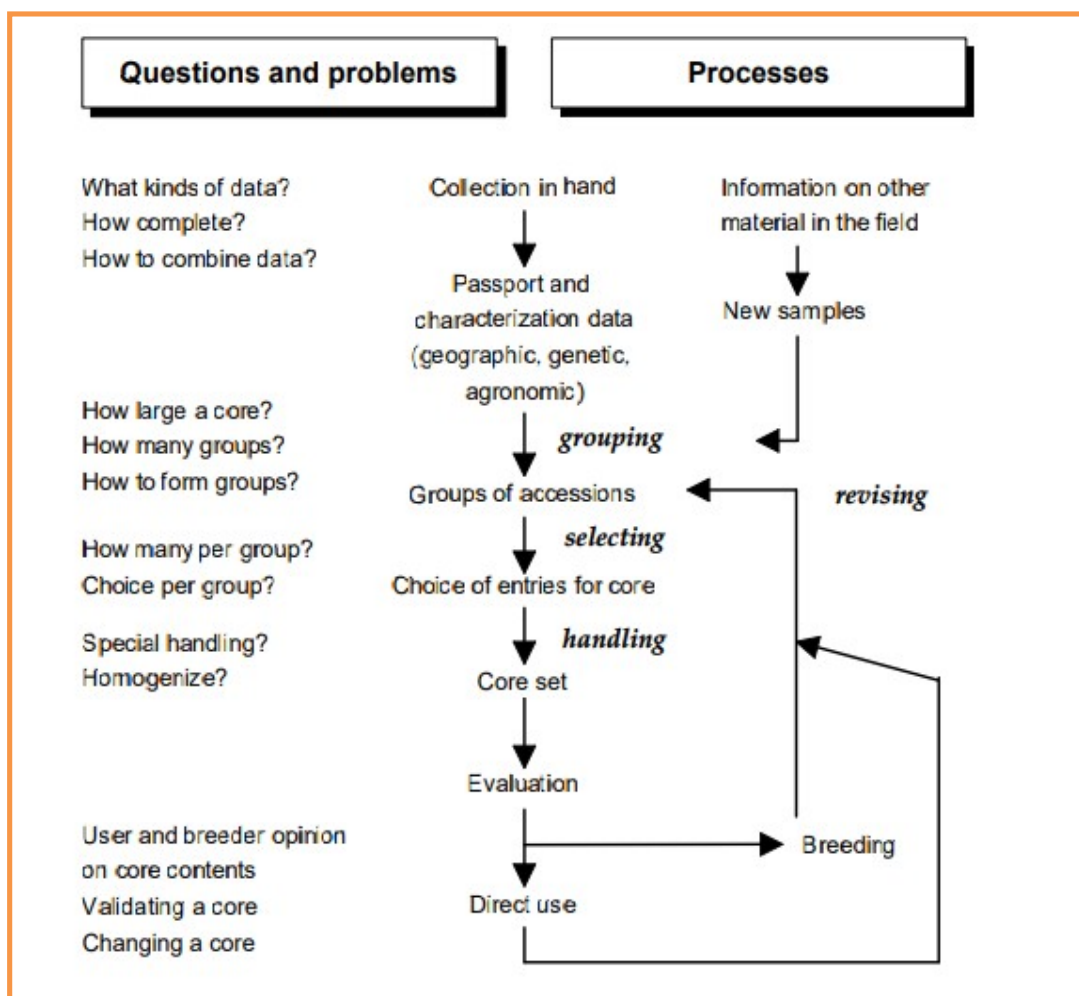 Questions and problems
Processes
What kinds of data?
How complete?
How to combine data?
Collection in hand
Information on other
material in the field
Passport and
characterization data
(geographic, genetic,
agronomic)
New samples
How large a core?
How many groups?
How to form groups?
grouping
Groups of accessions
revising
How many per group?
Choice per group?
selecting
Choice of entries for core
Special handling?
Homogenize?
handling
Core set
Evaluation
User and breeder opinion
on core contents
Validating a core
Changing a core
Breeding
Direct use